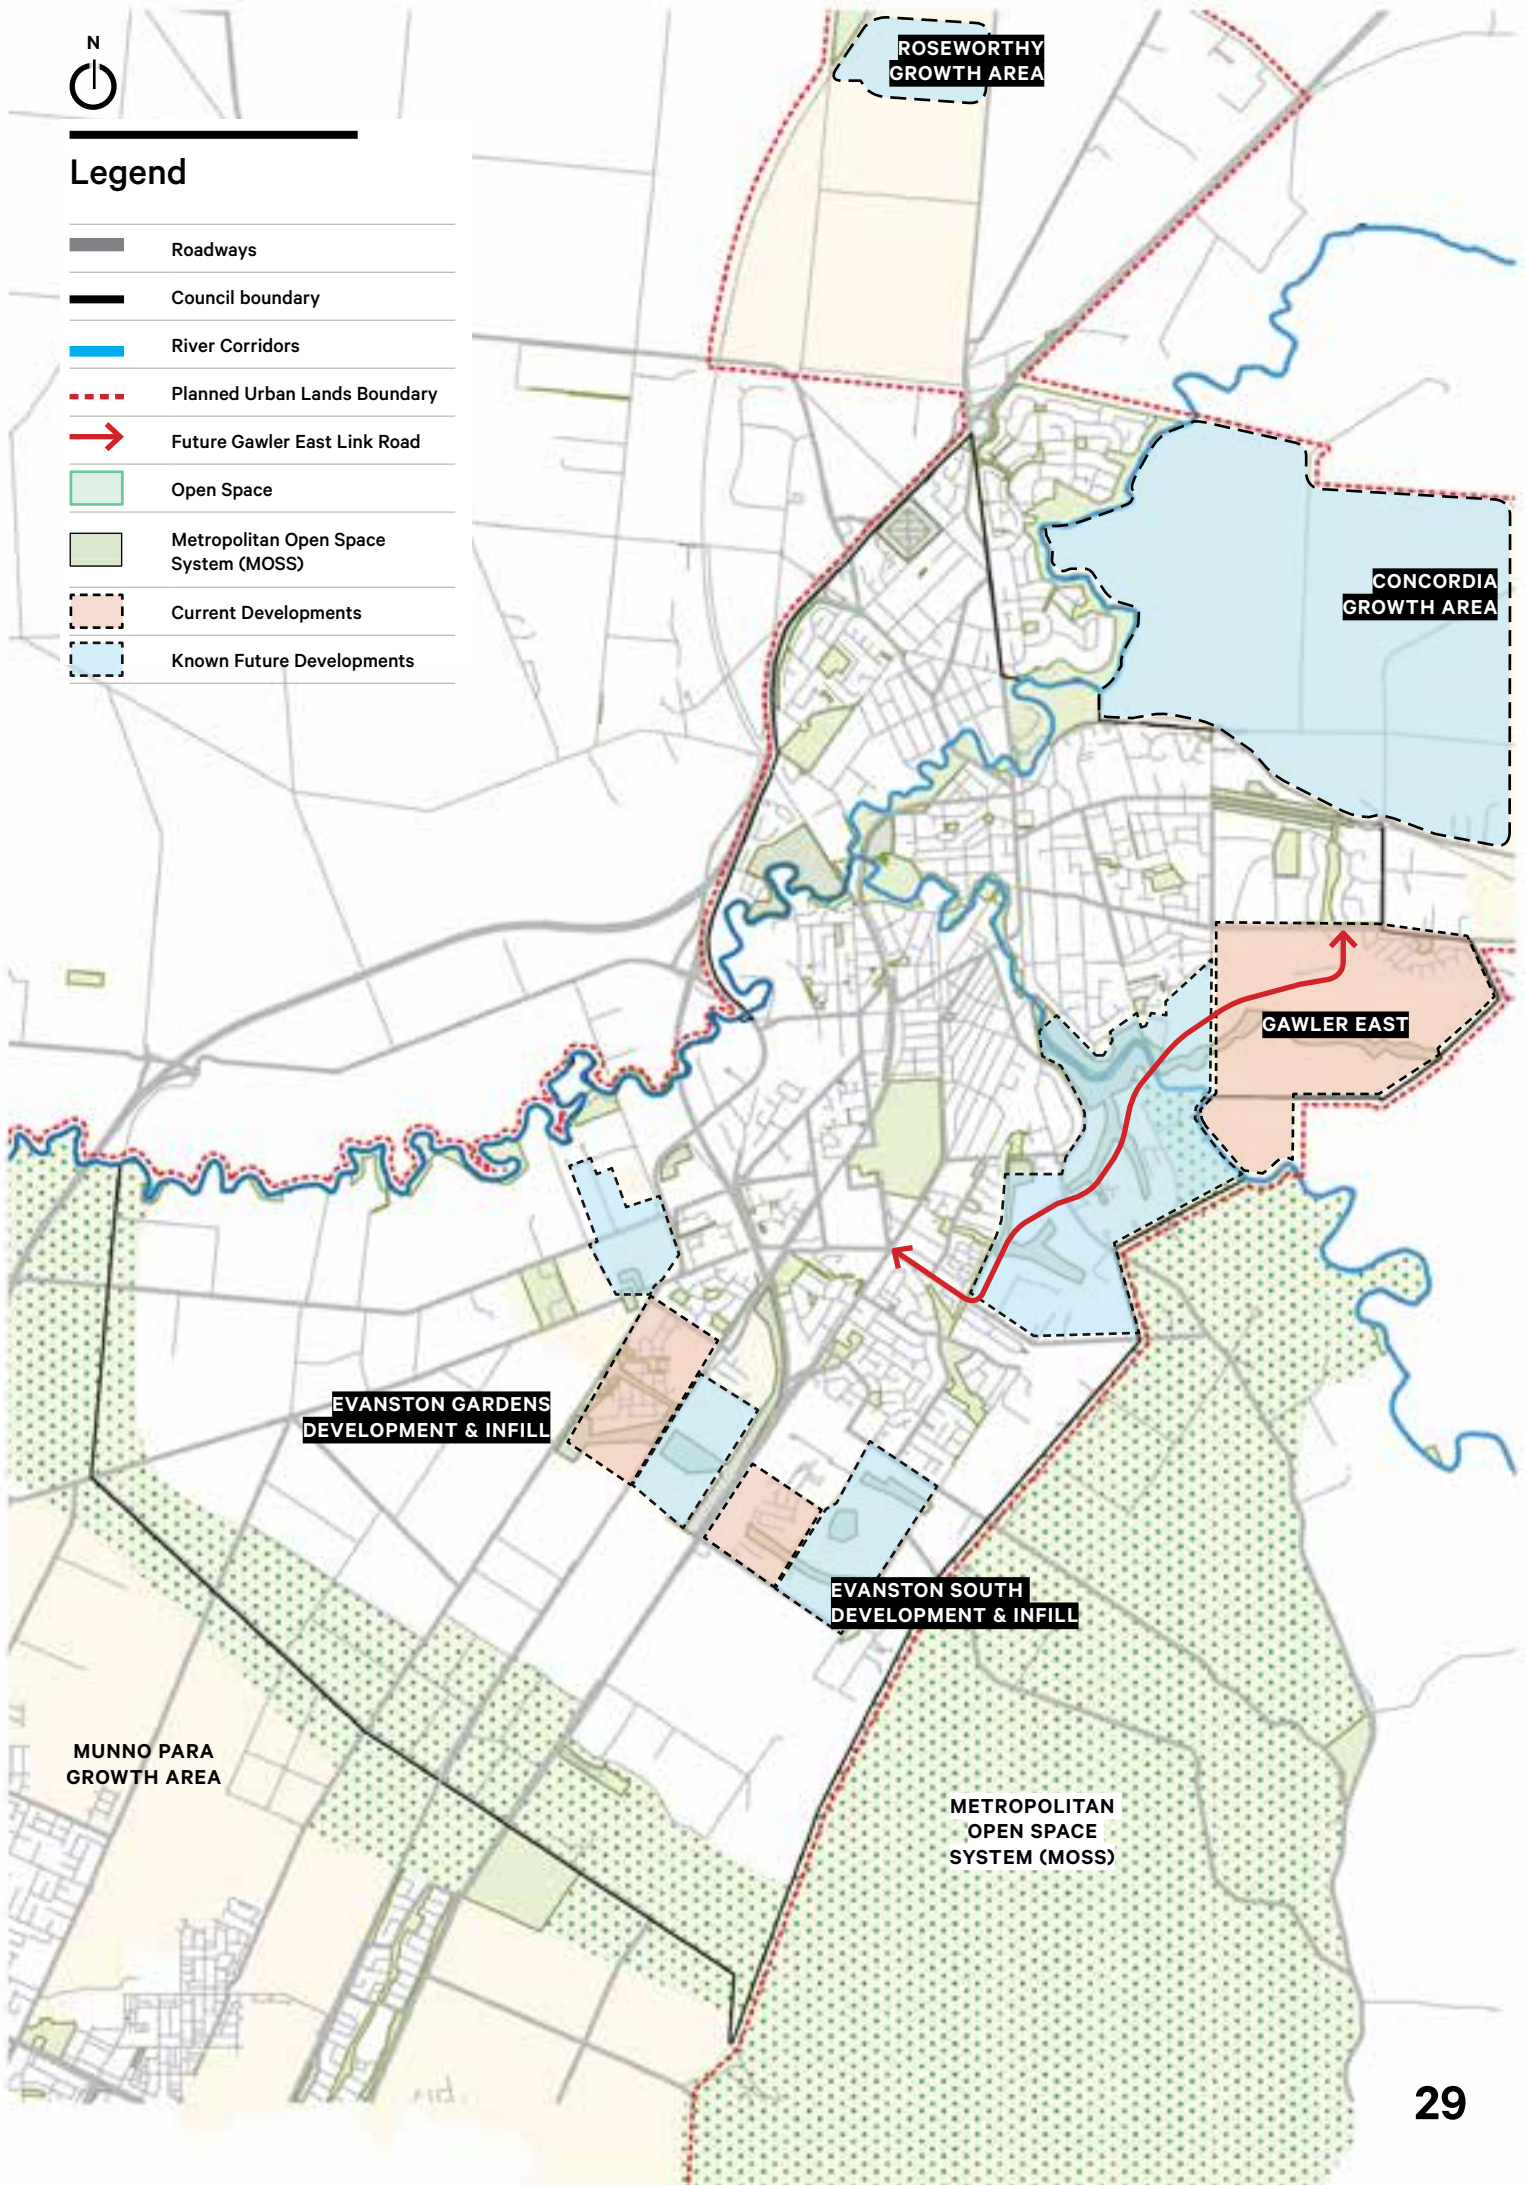 N
Legend
Roadways
Council boundary
River Corridors
Planned Urban Lands Boundary
Future Gawler East Link Road
Open Space
Metropolitan Open Space
System (MOSS)
Current Developments
Known Future Developments
ROSEWORTHY
GROWTH AREA
CONCORDIA
GROWTH AREA
GAWLER EAST
EVANSTON GARDENS
DEVELOPMENT & INFILL
EVANSTON SOUTH
DEVELOPMENT & INFILL
MUNNO PARA
GROWTH AREA
METROPOLITAN
OPEN SPACE
SYSTEM (MOSS)
29